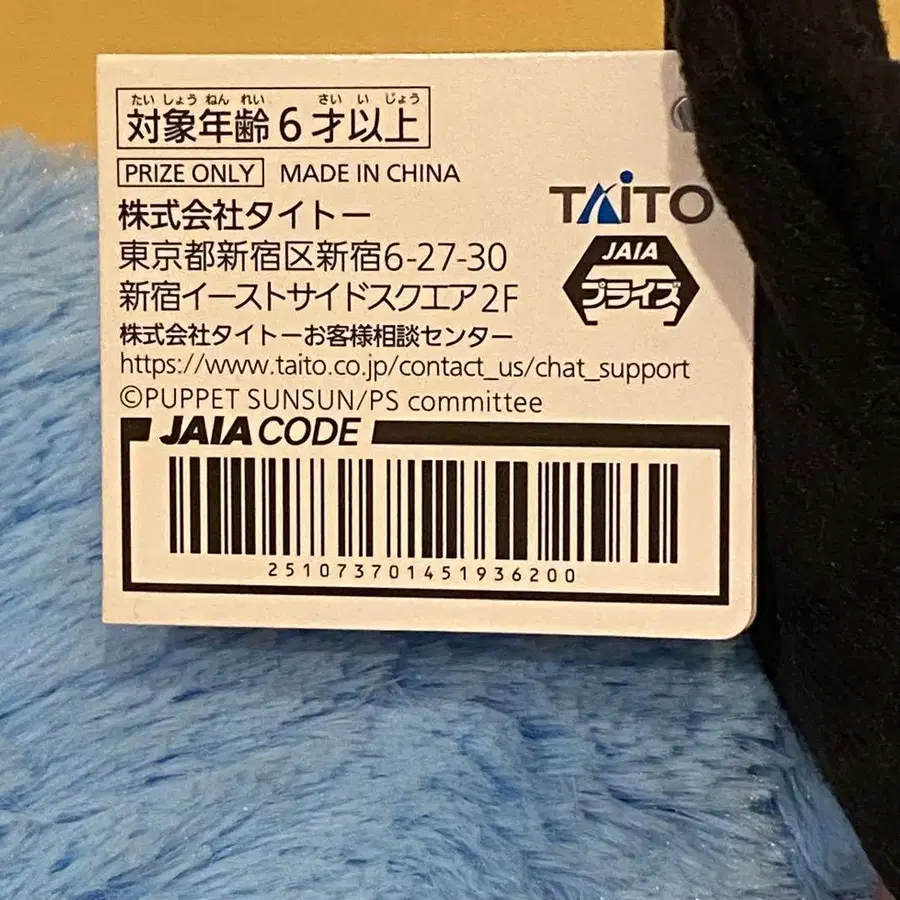 たいしょうねんれい さいいじょう
対象年齢6才以上
PRIZE ONLY MADE IN CHINA
株式会社タイトー
TAITO
東京都新宿区新宿6-27-30
JAIA
新宿イーストサイドスクエア2F
プライズ
株式会社タイトーお客様相談センター
https://www.taito.co.jp/contact_us/chat_support
©PUPPET SUNSUN/PS committee
JAIA CODE
251073701451936200